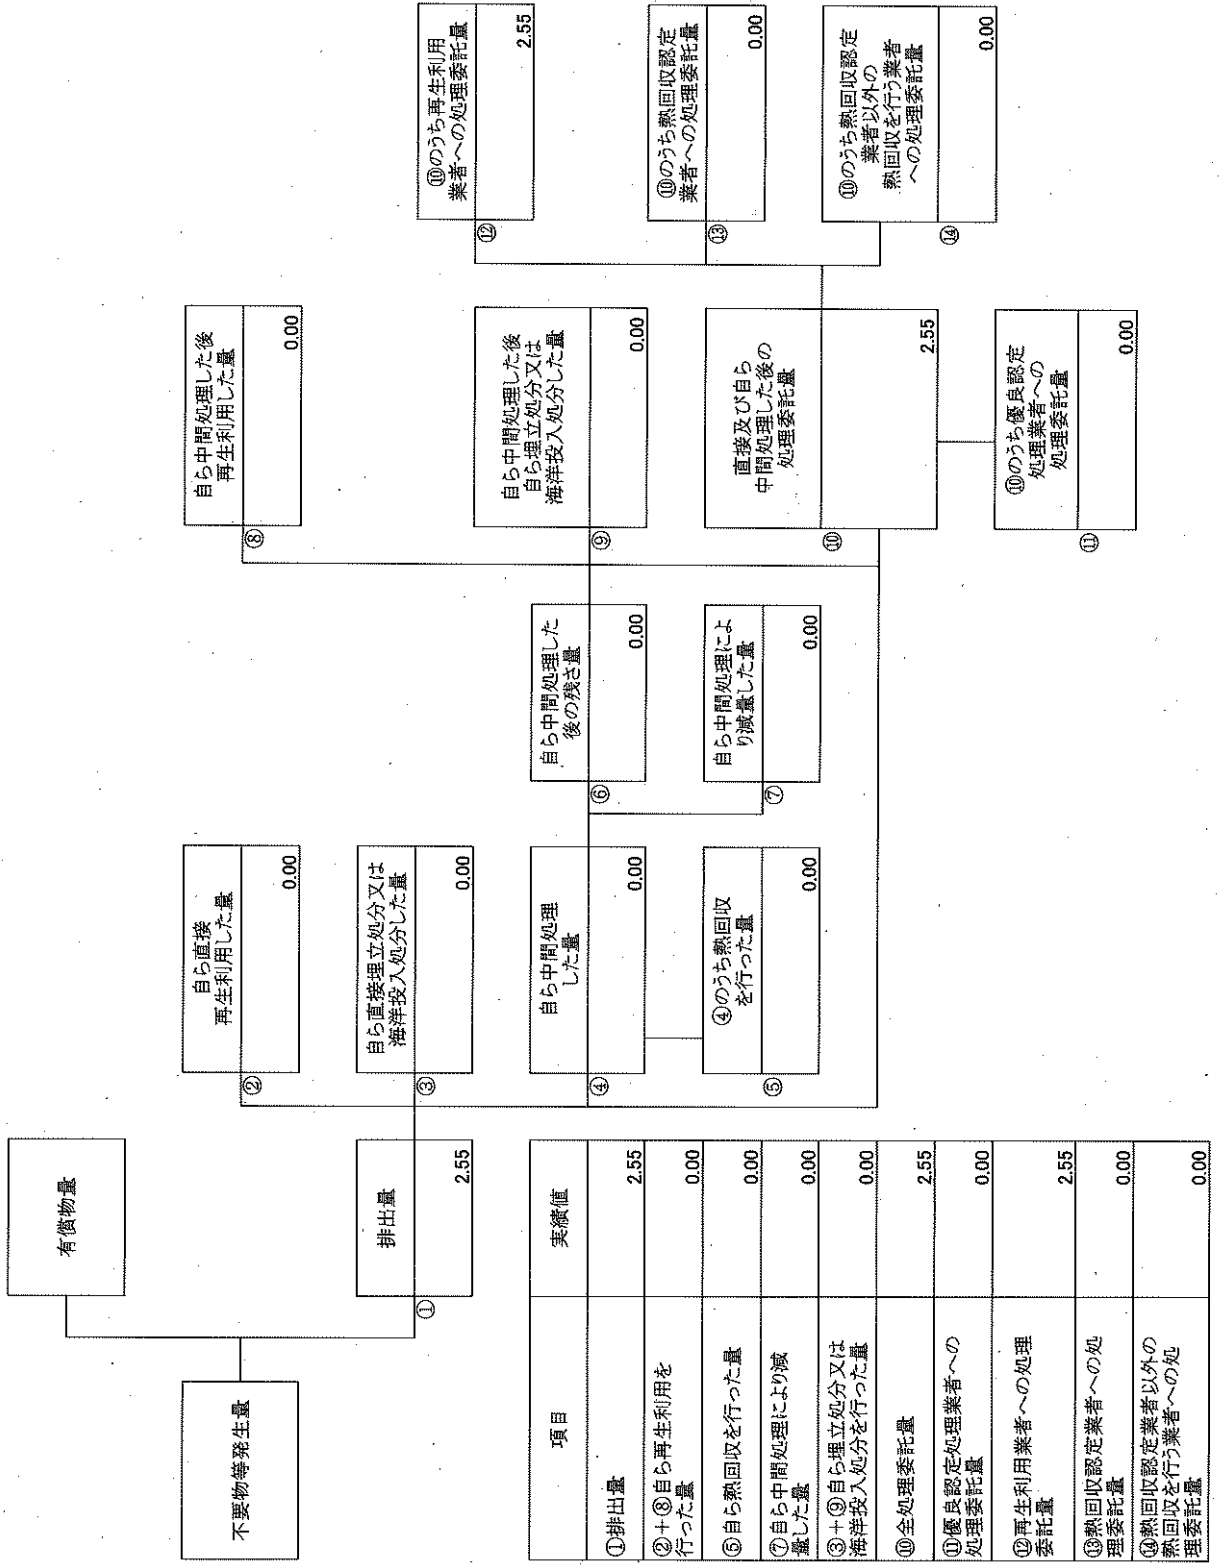 不要物等発生量
有償物量
①
排出量
2.55
②
自ら直接
再生利用した量
0.00
③
自ら直接埋立処分又は
海洋投入処分した量
0.00
④
自ら中間処理
した量
0.00
⑤
④のうち熱回収
を行った量
0.00
⑥
自ら中間処理した
後の残さ量
0.00
⑦
自ら中間処理によ
り減量した量
0.00
⑧
自ら中間処理した後
再生利用した量
0.00
⑨
自ら中間処理した後
自ら埋立処分又は
海洋投入処分した量
0.00
⑩
直接及び自ら
中間処理した後の
処理委託量
2.55
⑪
⑩のうち優良認定
処理業者への
処理委託量
0.00
⑫
⑩のうち再生利用
業者への処理委託量
2.55
⑬
⑩のうち熱回収認定
業者への処理委託量
0.00
⑭
⑩のうち熱回収認定
業者以外の
熱回収を行う業者
への処理委託量
0.00
項目 実績値
①排出量 2.55
②+⑧自ら再生利用を
行った量 0.00
⑤自ら熱回収を行った量 0.00
⑦自ら中間処理により減
量した量 0.00
③+⑨自ら埋立処分又は
海洋投入処分を行った量 0.00
⑩全処理委託量 2.55
⑪優良認定処理業者への
処理委託量 0.00
⑫再生利用業者への処理
委託量 2.55
⑬熱回収認定業者への処
理委託量 0.00
⑭熱回収認定業者以外の
熱回収を行う業者への処
理委託量 0.00